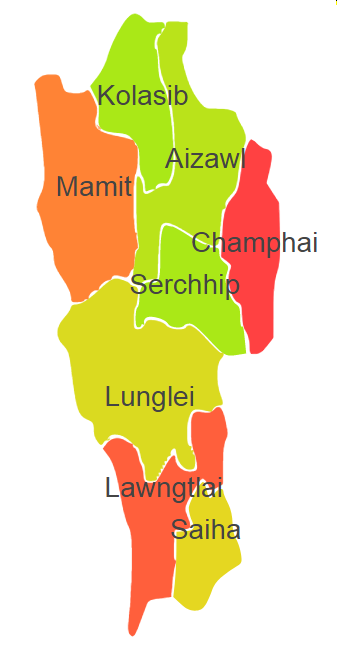 Kolasib
Aizawl
Mamit
Champhai
Serchhip
Lunglei
Lawngtlai
Saiha